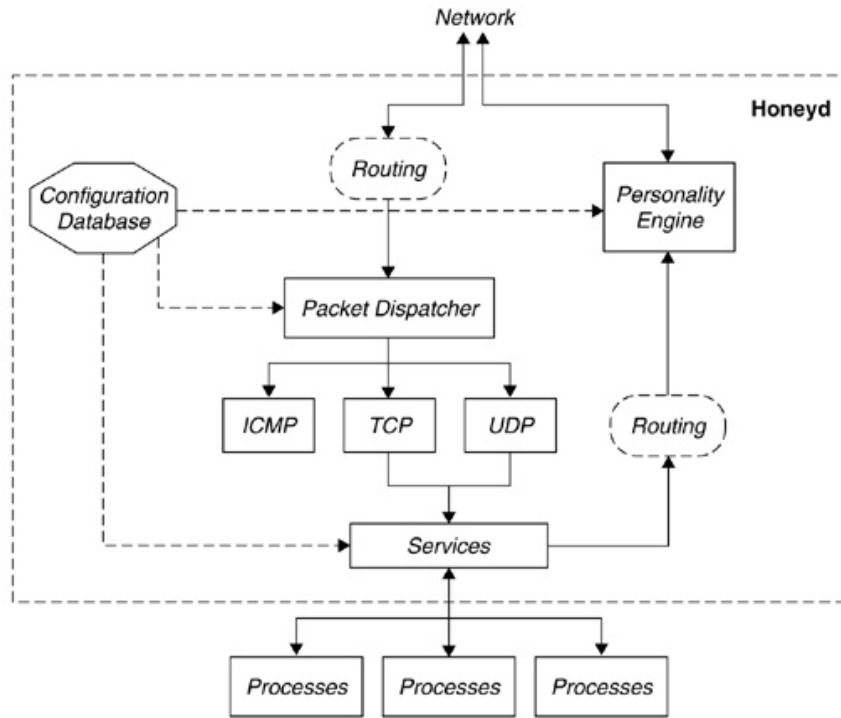 Network
Honeyd
Routing
Configuration
Database
Personality
Engine
Packet Dispatcher
ICMP
TCP
UDP
Routing
Services
Processes
Processes
Processes